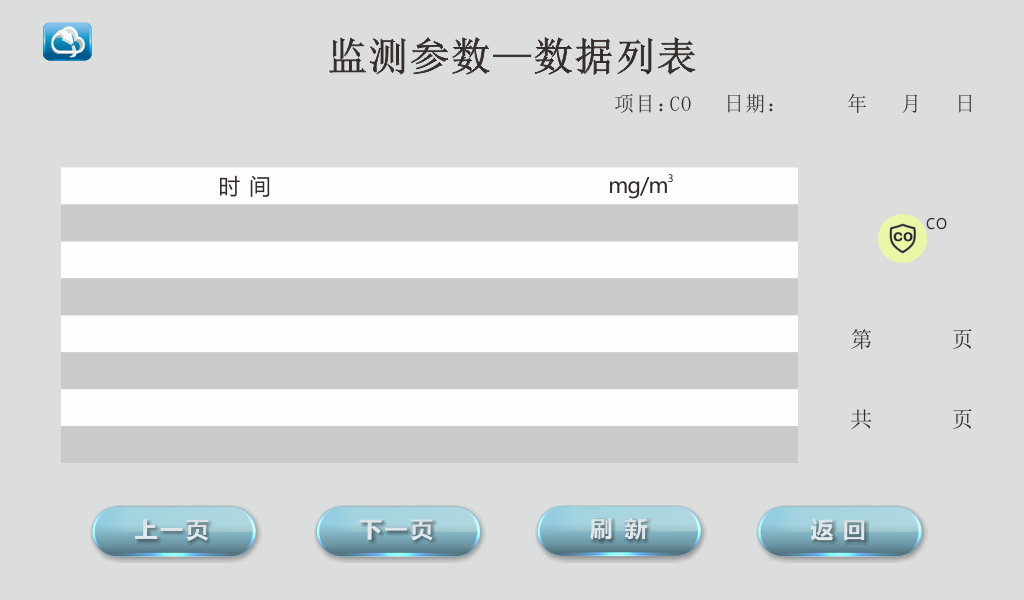 监测参数—数据列表
项目:CO 日期: 年 月 日
时 间 mg/m³
CO
CO
第 页
共 页
上一页 下一页 刷 新 返 回